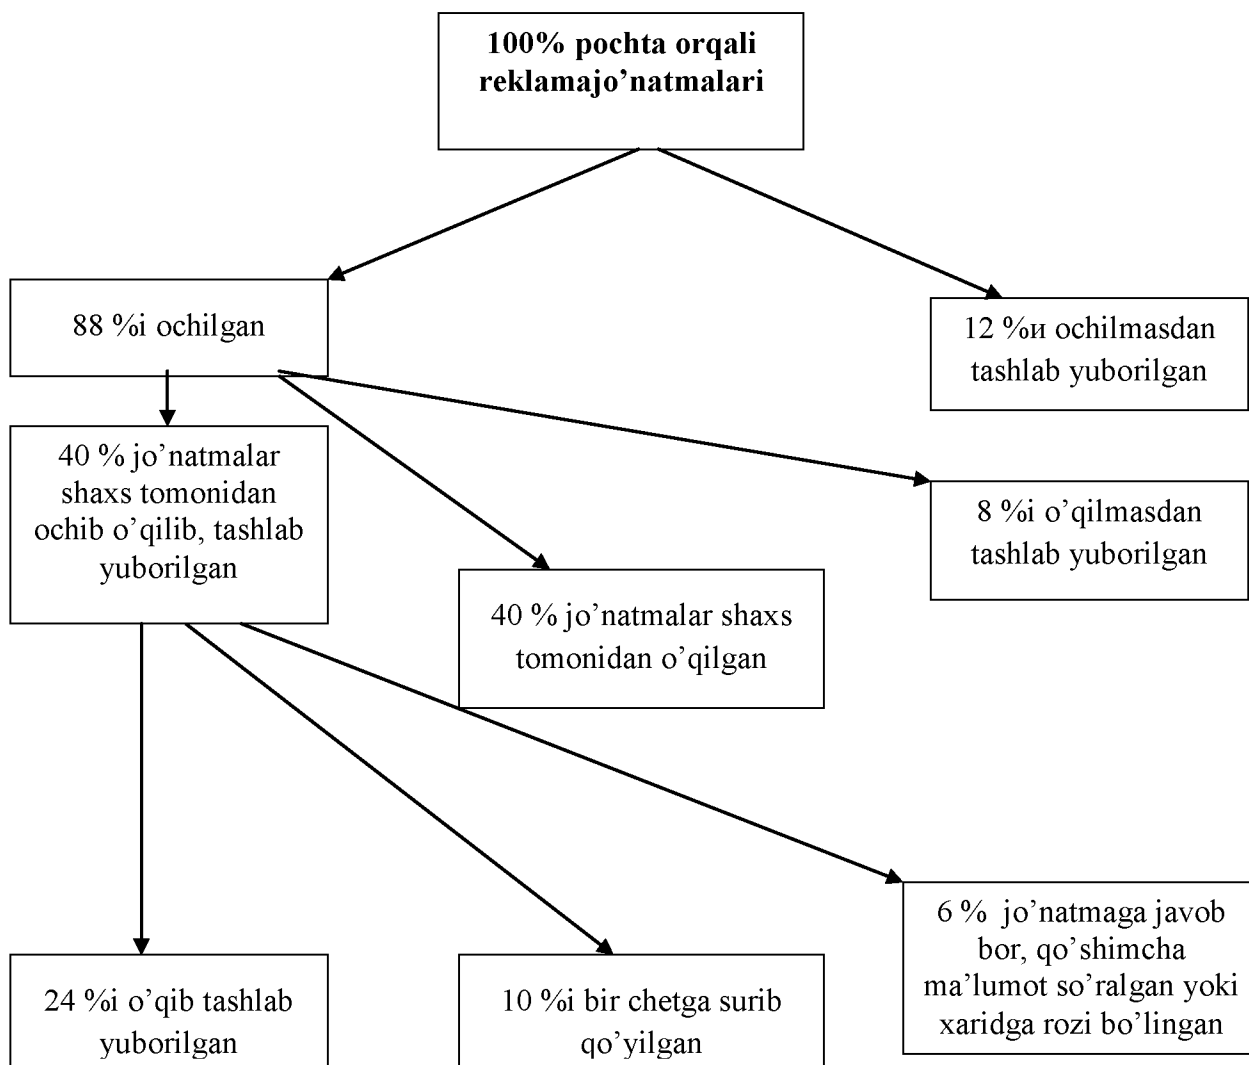 100% pochta orqali
reklamajo’natmalari
88 %i ochilgan
12 %и ochilmasdan
tashlab yuborilgan
40 % jo’natmalar
shaxs tomonidan
ochib o’qilib, tashlab
yuborilgan
8 %i o’qilmasdan
tashlab yuborilgan
40 % jo’natmalar shaxs
tomonidan o’qilgan
24 %i o’qib tashlab
yuborilgan
10 %i bir chetga surib
qo’yilgan
6 %  jo’natmaga javob
bor, qo’shimcha
ma’lumot so’ralgan yoki
xaridga rozi bo’lingan